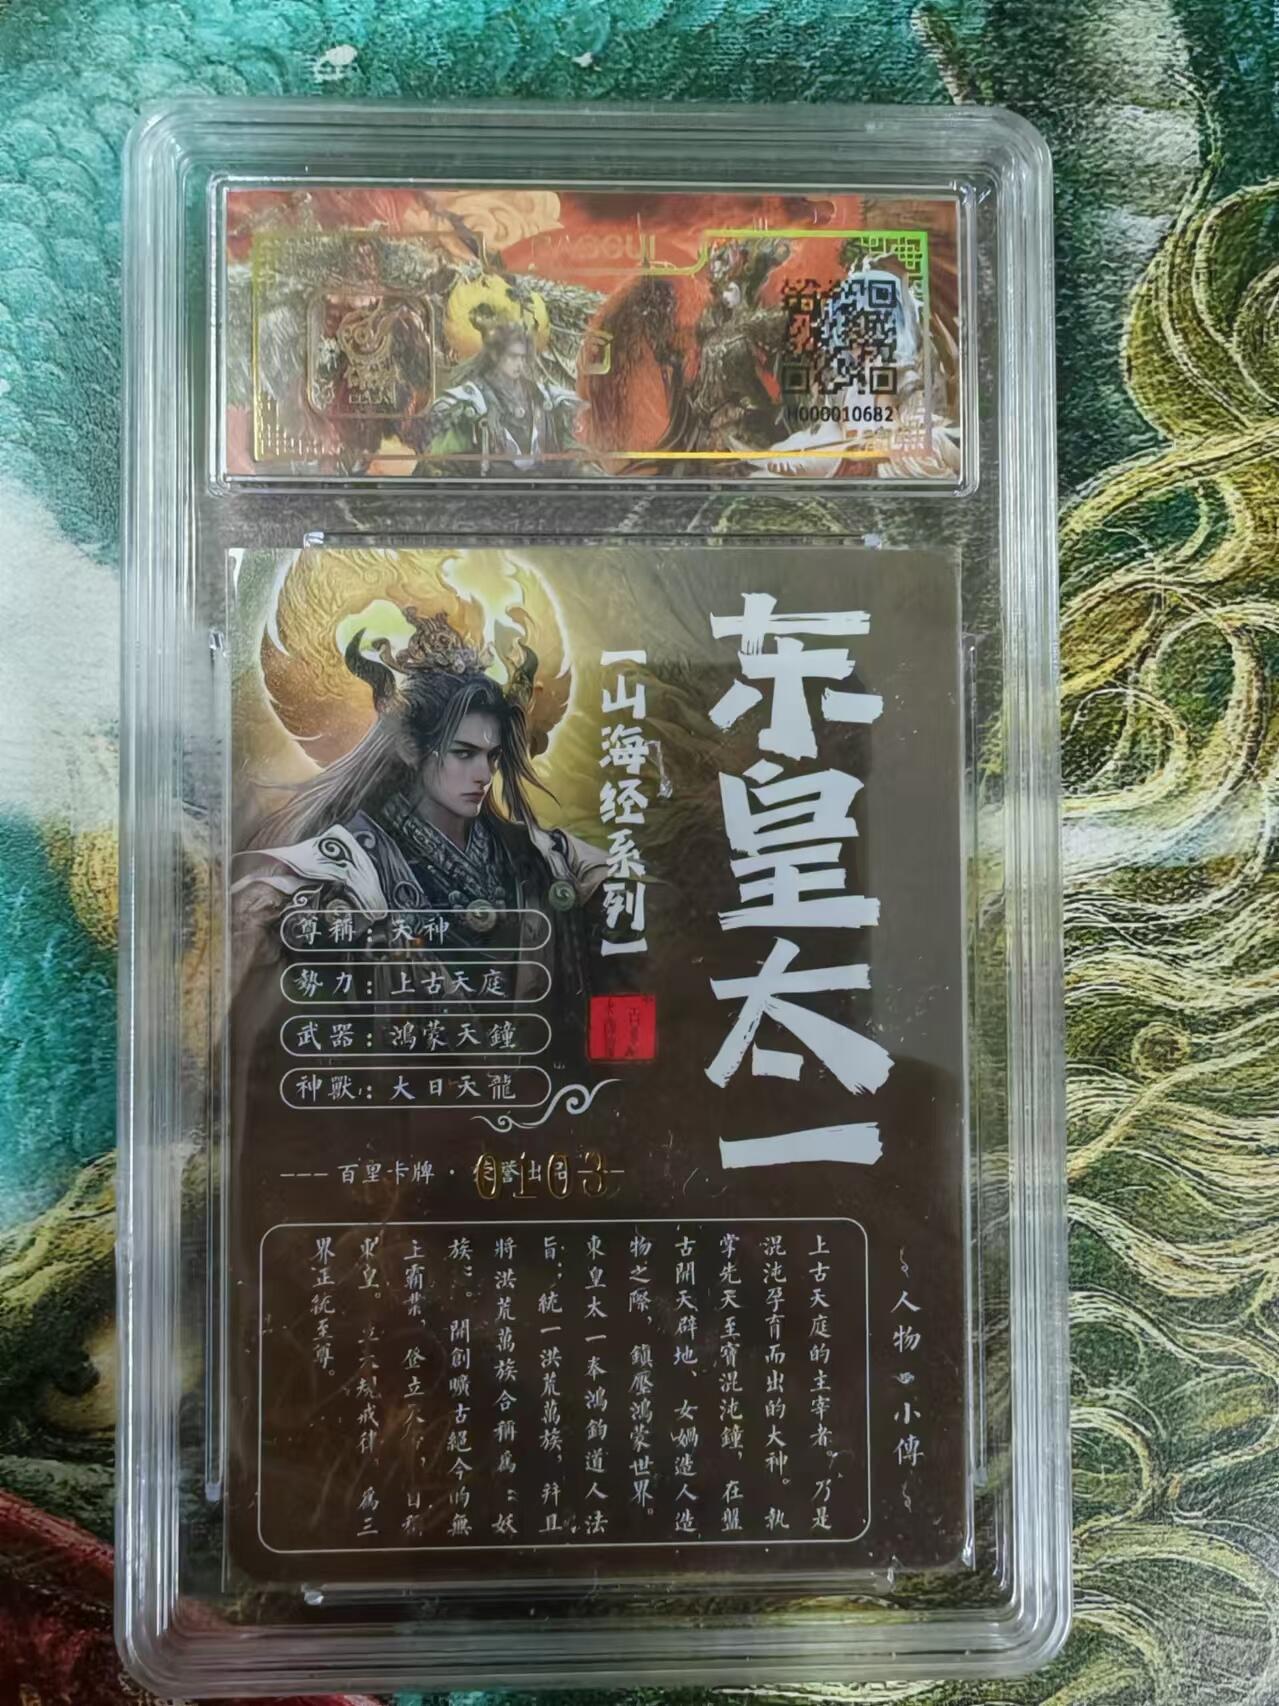 H000010682
东皇太一
【山海经系列】
尊稱：天神
勢力：上古天庭
武器：鴻蒙天鐘
神獸：大日天龍
百里卡牌·
0103
人物小傳
上古天庭的主宰者。乃是
混沌孕育而出的大神。執
掌先天至寶混沌鐘，在盤
古開天辟地、女媧造人造
物之際，鎮壓鴻蒙世界。
東皇太一奉鴻鈞道人法
旨：統一洪荒萬族，并且
將洪荒萬族合稱爲：妖
族。開創曠古絕今的無
上霸業，登立，自稱
東皇。戒律，爲三
界正統至尊。